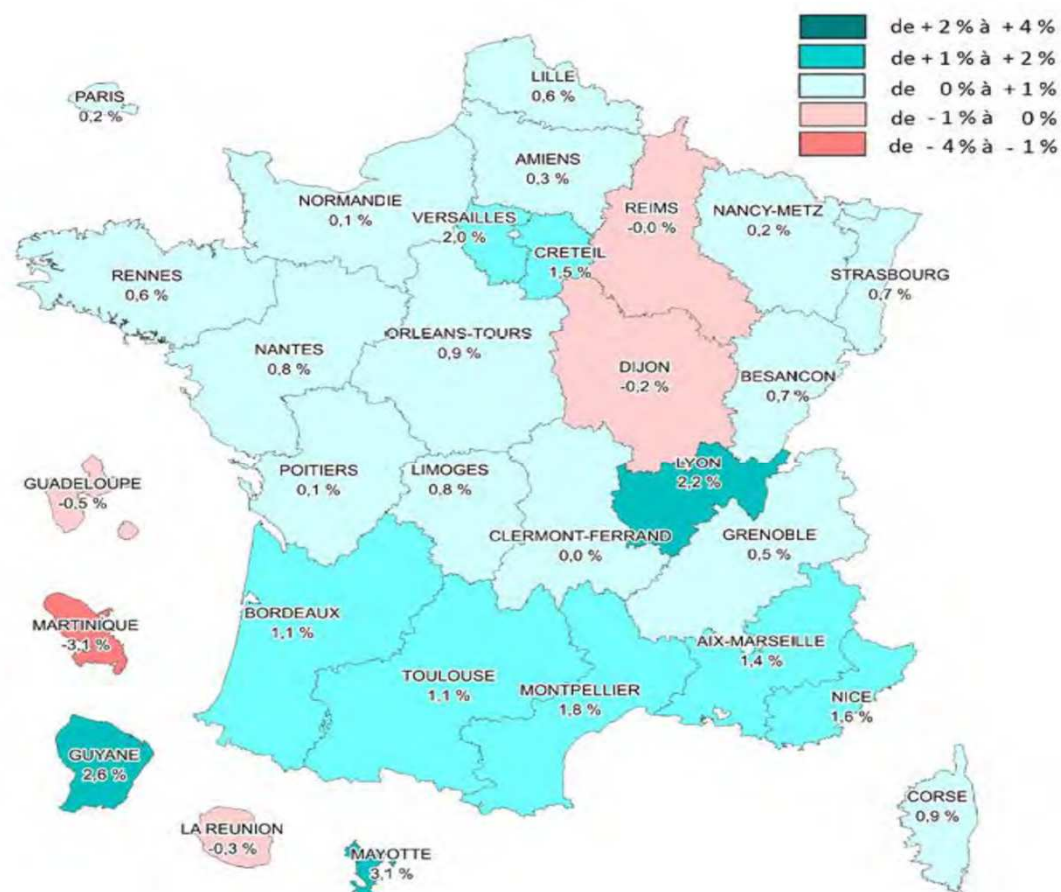 de + 2 % à + 4 %
de + 1 % à + 2 %
de 0 % à + 1 %
de - 1 % à 0 %
de - 4 % à - 1 %
PARIS
0,2 %
LILLE
0,6 %
AMIENS
0,3 %
NORMANDIE
0,1 %
VERSAILLES
2,0 %
CRETEIL
1,5 %
REIMS
-0,0 %
NANCY-METZ
0,2 %
STRASBOURG
0,7 %
RENNES
0,6 %
ORLEANS-TOURS
0,9 %
NANTES
0,8 %
DIJON
-0,2 %
BESANCON
0,7 %
POITIERS
0,1 %
LIMOGES
0,8 %
LYON
2,2 %
GUADELOUPE
-0,5 %
CLERMONT-FERRAND
0,0 %
GRENOBLE
0,5 %
MARTINIQUE
-3,1 %
BORDEAUX
1,1 %
AIX-MARSEILLE
1,4 %
TOULOUSE
1,1 %
MONTPELLIER
1,8 %
NICE
1,6 %
GUYANE
2,6 %
CORSE
0,9 %
LA REUNION
-0,3 %
MAYOTTE
3,1 %